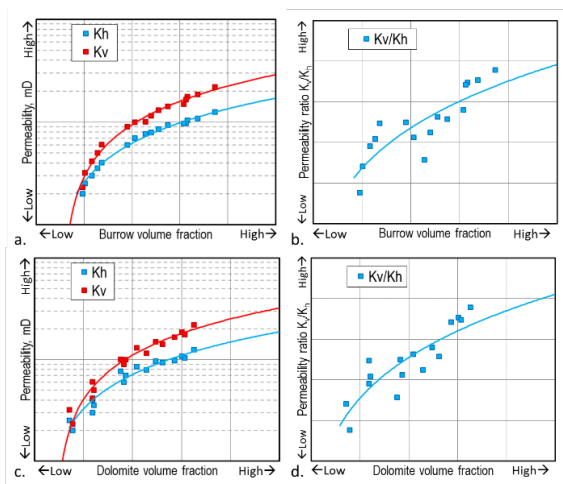 High→
Kh
Kv
Permeability, mD
←Low
←Low Burrow volume fraction High→
a.
High→
Kv/Kh
Permeability ratio Kv/Kh
←Low
←Low Burrow volume fraction High→
b.
High→
Kh
Kv
Permeability, mD
←Low
←Low Dolomite volume fraction High→
c.
High→
Kv/Kh
Permeability ratio Kv/Kh
←Low
←Low Dolomite volume fraction High→
d.